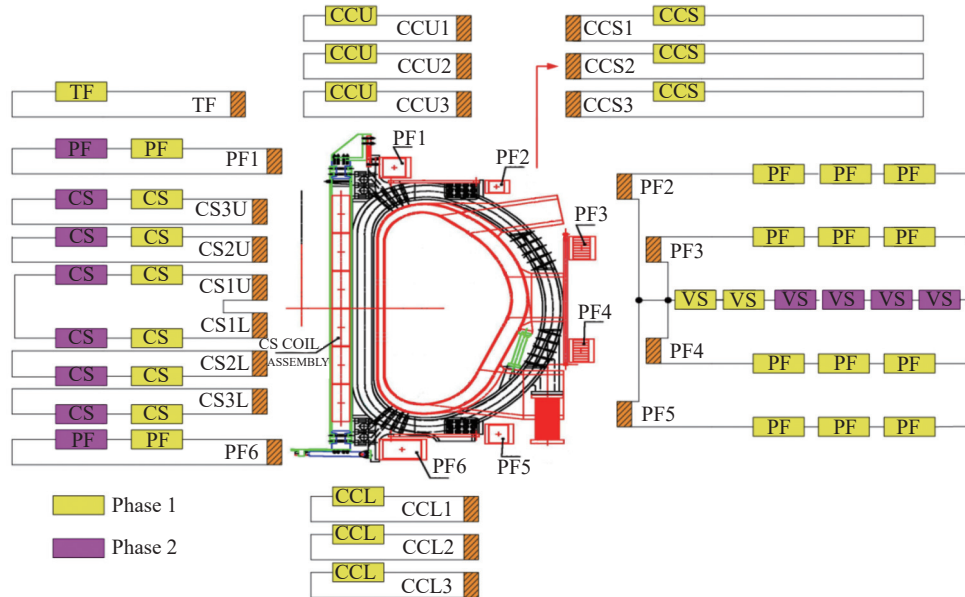 CCU
CCU1
CCU
CCU2
CCU
CCU3
CCS1
CCS
CCS2
CCS
CCS3
CCS
TF
TF
PF
PF
PF1
CS
CS
CS3U
CS
CS
CS2U
CS
CS
CS1U
CS
CS
CS1L
CS2L
CS
CS
CS3L
CS
CS
PF
PF
PF6
PF1
PF2
PF3
PF4
CS COIL
ASSEMBLY
PF6
PF5
PF2
PF
PF
PF
PF3
PF
PF
PF
VS
VS
VS
VS
VS
VS
PF4
PF
PF
PF
PF5
PF
PF
PF
Phase 1
Phase 2
CCL
CCL1
CCL
CCL2
CCL
CCL3